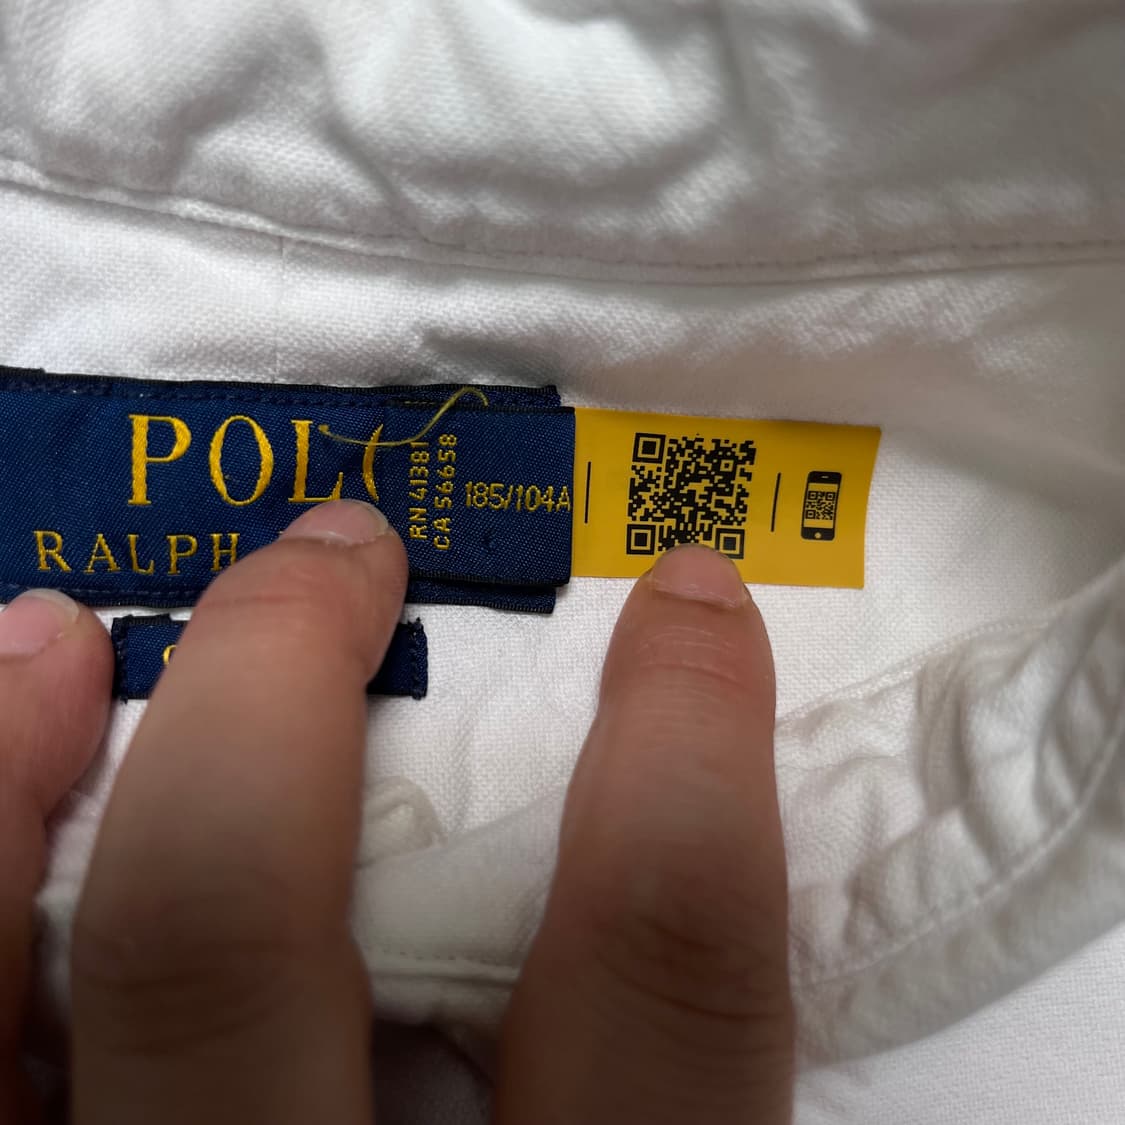 POL
RALPH
RN 41381
CA 56658
185/104A